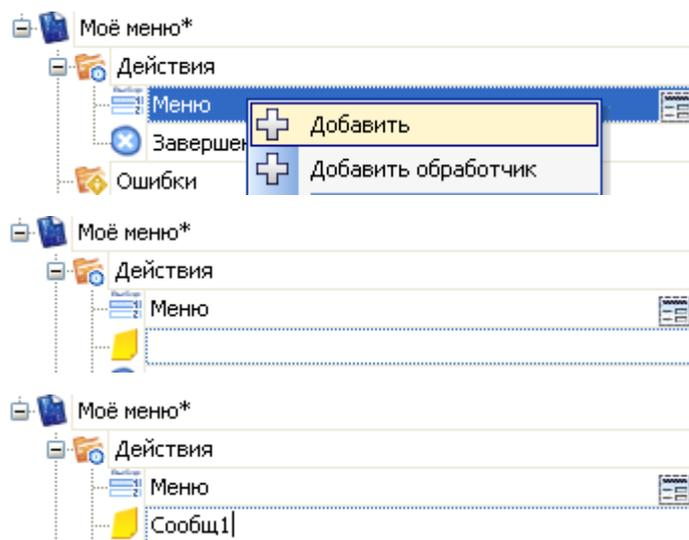 Моё меню*
Действия
Меню
Добавить
Завершен
Добавить обработчик
Ошибки
Моё меню*
Действия
Меню
Моё меню*
Действия
Меню
Сообщ1